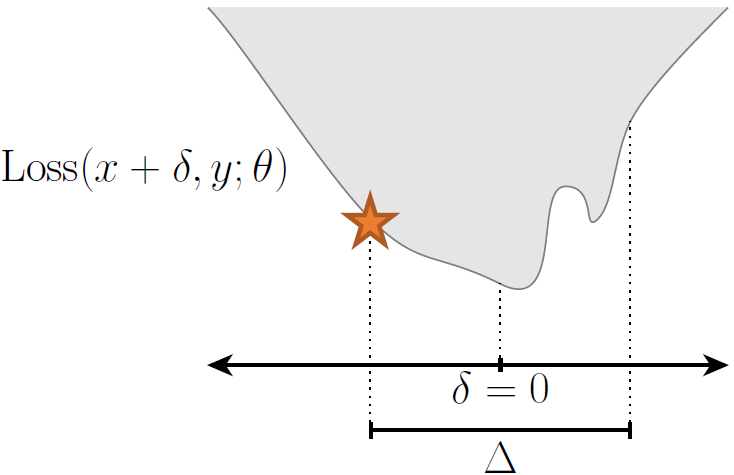 Loss(x + δ, y; θ)
δ = 0
Δ